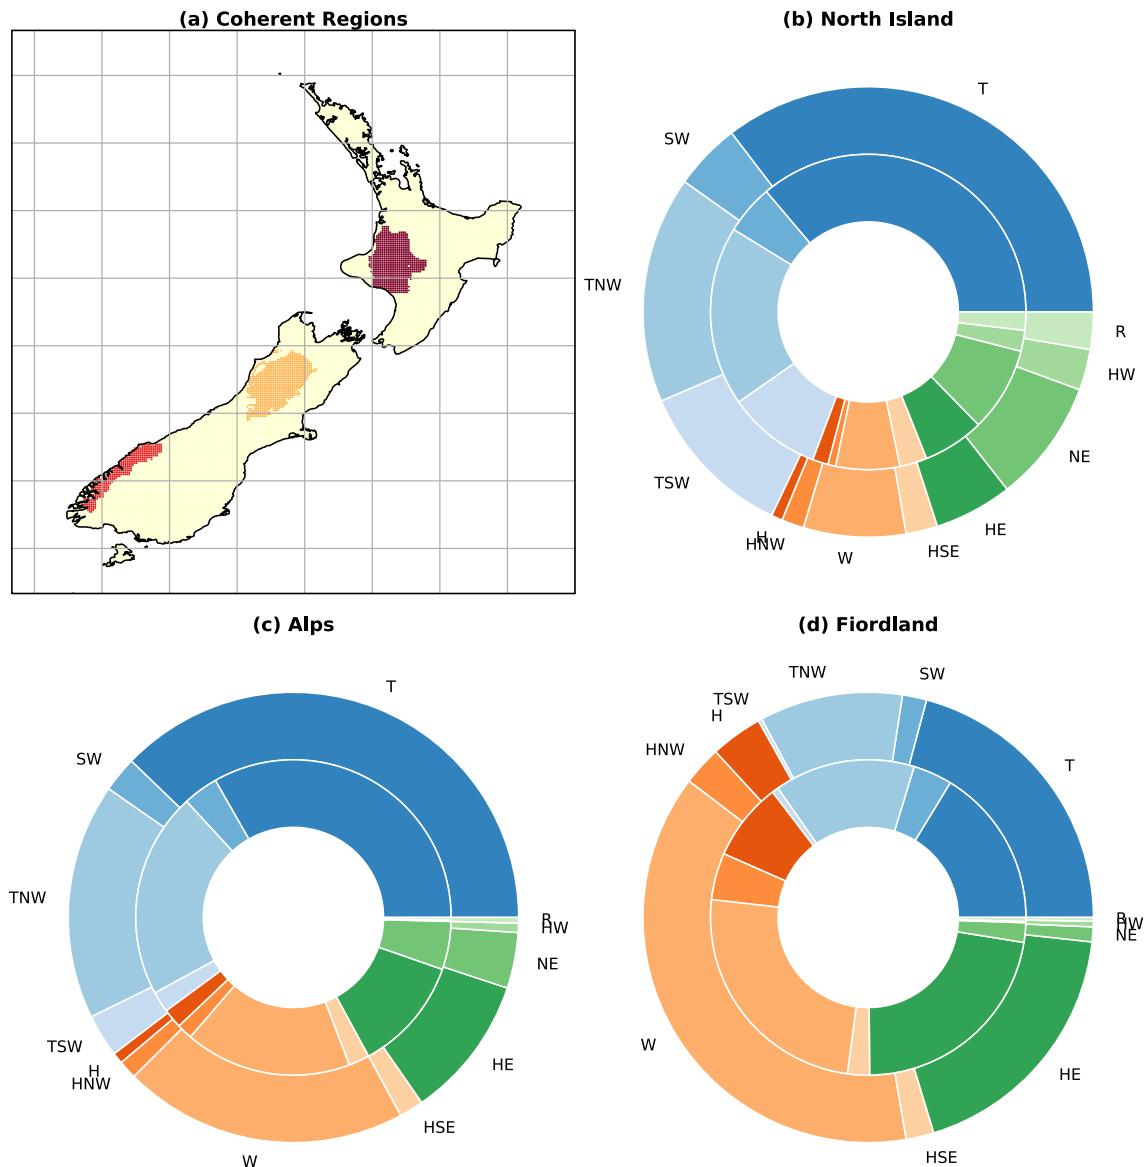 (a) Coherent Regions
(b) North Island
T
SW
TNW
TSW
H
HNW
W
HSE
HE
NE
HW
R
(c) Alps
T
SW
TNW
TSW
H
HNW
W
HSE
HE
NE
HW
R
(d) Fiordland
T
SW
TNW
TSW
H
HNW
W
HSE
HE
NE
HW
R